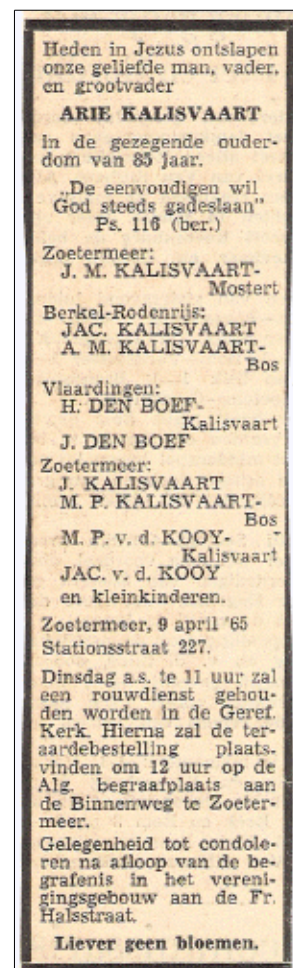 Heden in Jezus ontslapen
onze geliefde man, vader,
en grootvader
ARIE KALISVAART
in de gezegende ouder-
dom van 85 jaar.
„De eenvoudigen wil
God steeds gadeslaan”
Ps. 116 (ber.)
Zoetermeer:
J. M. KALISVAART-
Mostert
Berkel-Rodenrijs:
JAC. KALISVAART
A. M. KALISVAART-
Bos
Vlaardingen:
H. DEN BOEF-
Kalisvaart
J. DEN BOEF
Zoetermeer:
J. KALISVAART
M. P. KALISVAART-
Bos
M. P. v. d. KOOY-
Kalisvaart
JAC. v. d. KOOY
en kleinkinderen.
Zoetermeer, 9 april '65
Stationsstraat 227.
Dinsdag a.s. te 11 uur zal
een rouwdienst gehou-
den worden in de Geref.
Kerk. Hierna zal de ter-
aardebestelling plaats-
vinden om 12 uur op de
Alg. begraafplaats aan
de Binnenweg te Zoeter-
meer.
Gelegenheid tot condole-
ren na afloop van de be-
grafenis in het vereni-
gingsgebouw aan de Fr.
Halsstraat.
Liever geen bloemen.